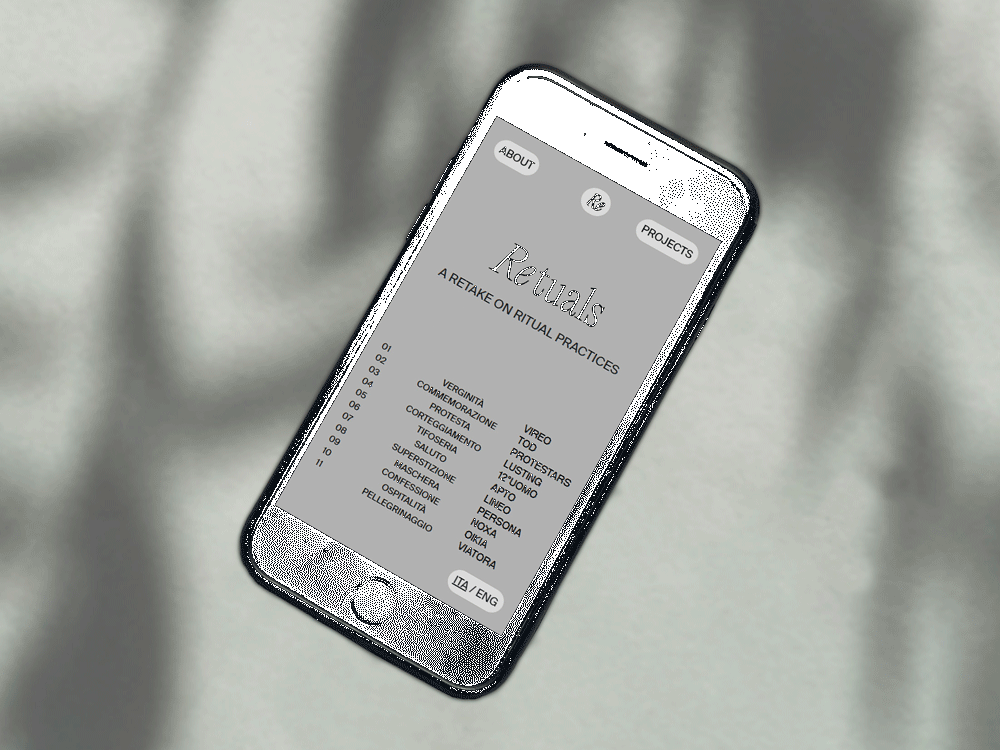 ABOUT
Re
PROJECTS
Retuals
A RETAKE ON RITUAL PRACTICES
01 VERGINITÀ VIREO
02 COMMEMORAZIONE TOD
03 PROTESTA PROTESTARS
04 CORTEGGIAMENTO LUSTING
05 TIFOSERIA 12°UOMO
06 SALUTO APTO
07 SUPERSTIZIONE LINEO
08 MASCHERA PERSONA
09 CONFESSIONE NOXA
10 OSPITALITÀ OIKIA
11 PELLEGRINAGGIO VIATORA
ITA / ENG